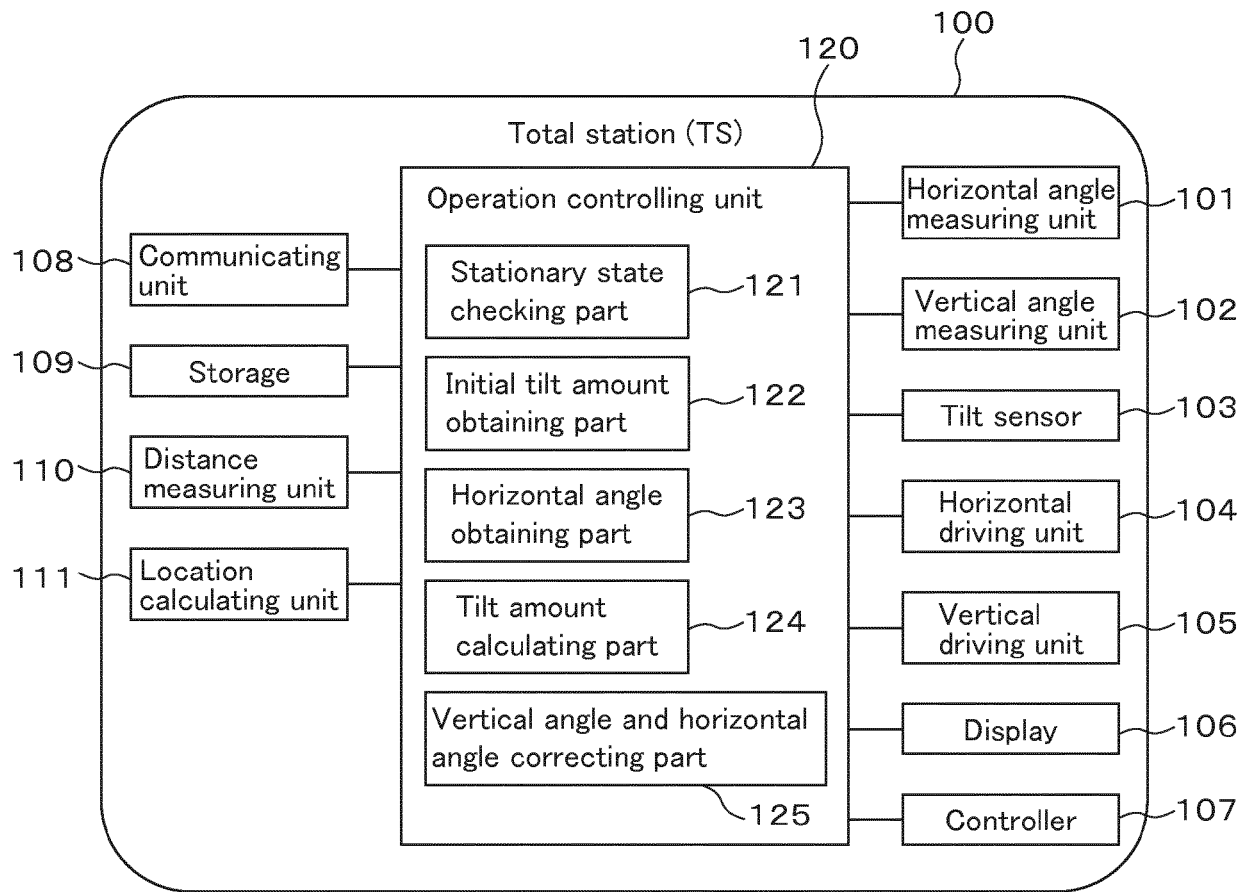 100
120
Total station (TS)
Operation controlling unit
Horizontal angle
measuring unit
101
108
Communicating
unit
Stationary state
checking part
121
Vertical angle
measuring unit
102
109
Storage
Initial tilt amount
obtaining part
122
Tilt sensor
103
110
Distance
measuring unit
Horizontal angle
obtaining part
123
Horizontal
driving unit
104
111
Location
calculating unit
Tilt amount
calculating part
124
Vertical
driving unit
105
Vertical angle and horizontal
angle correcting part
125
Display
106
Controller
107